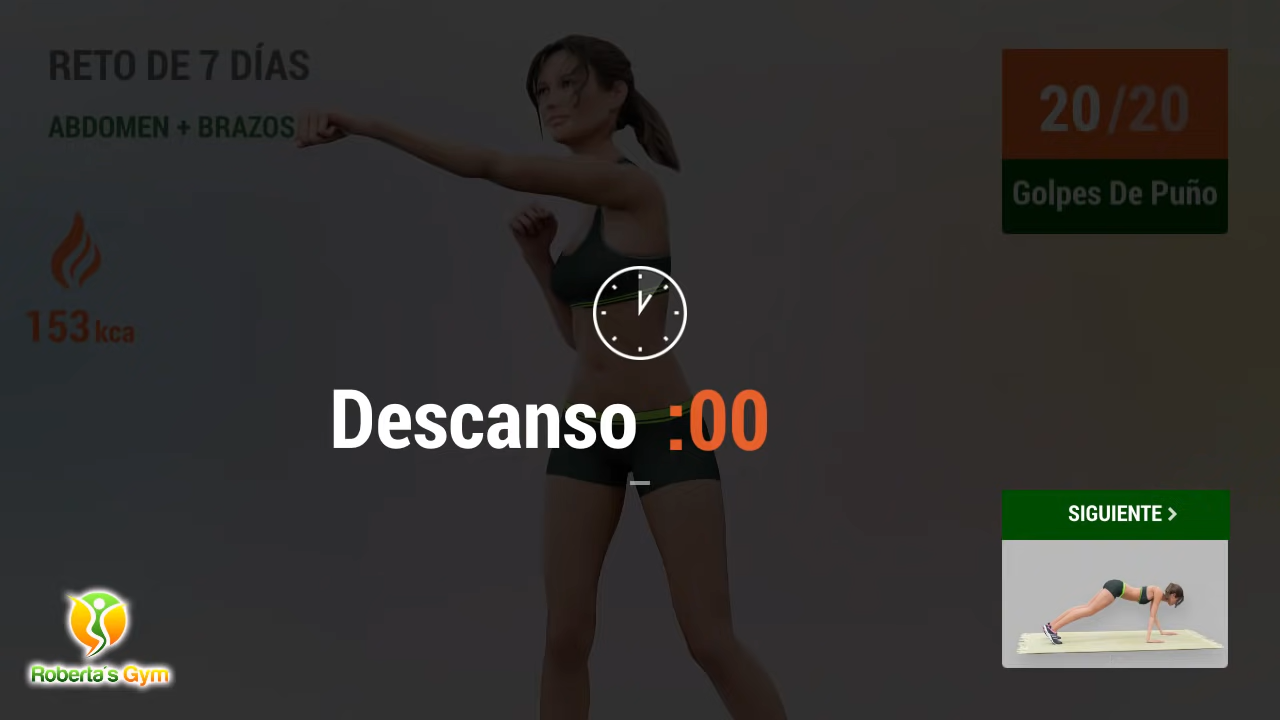 RETO DE 7 DÍAS
ABDOMEN + BRAZOS
20/20
Golpes De Puño
153 kca
Descanso :00
SIGUIENTE >
Roberta´s Gym